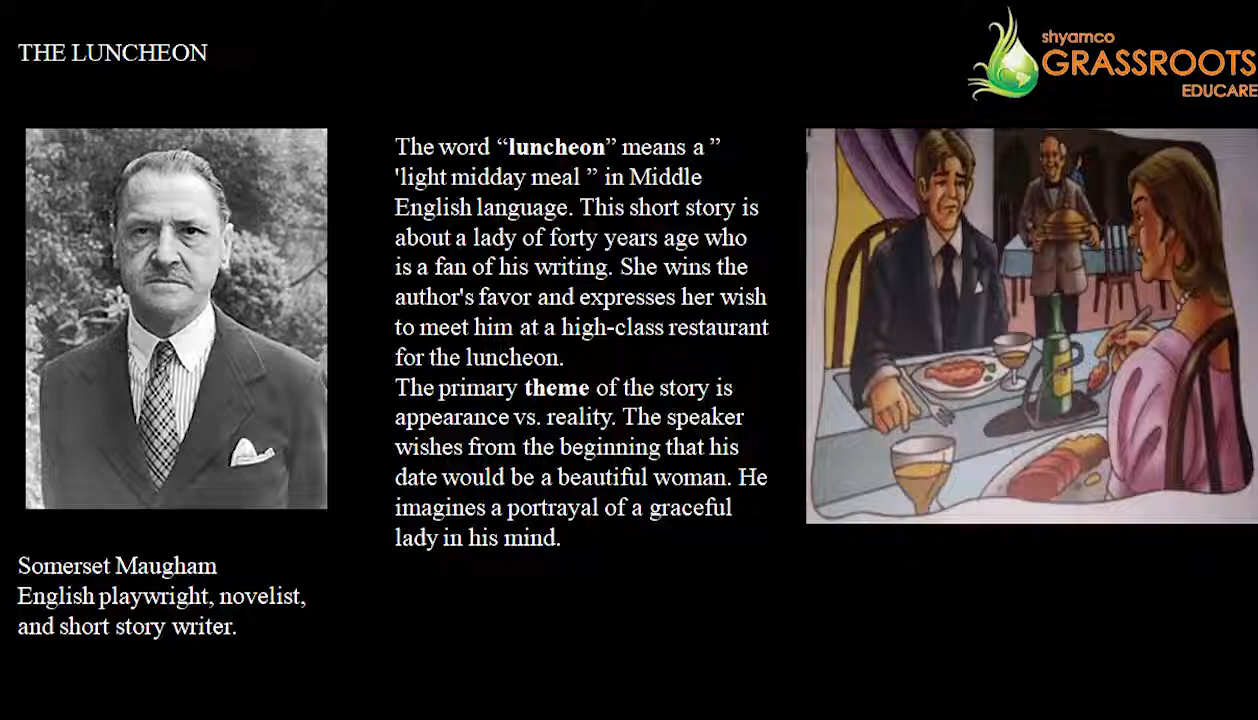 THE LUNCHEON
shyamco
GRASSROOTS
EDUCARE
The word “luncheon” means a ”
'light midday meal ” in Middle
English language. This short story is
about a lady of forty years age who
is a fan of his writing. She wins the
author's favor and expresses her wish
to meet him at a high-class restaurant
for the luncheon.
The primary theme of the story is
appearance vs. reality. The speaker
wishes from the beginning that his
date would be a beautiful woman. He
imagines a portrayal of a graceful
lady in his mind.
Somerset Maugham
English playwright, novelist,
and short story writer.